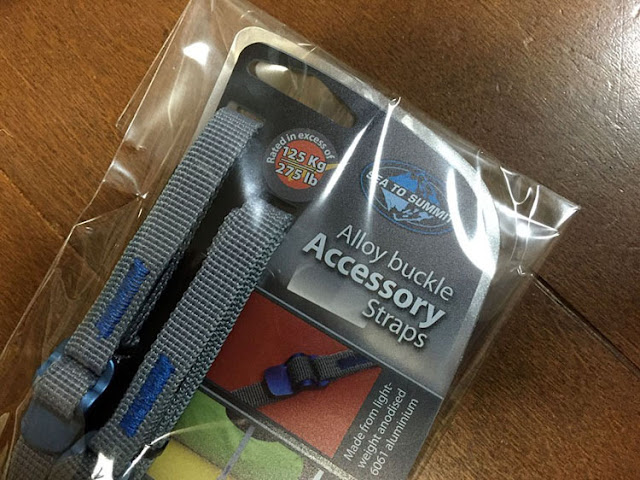 Rated in excess of
125 Kg
275 lb
SEA TO SUMMIT
Alloy buckle
Accessory
Straps
Made from light-
weight anodised
6061 aluminium